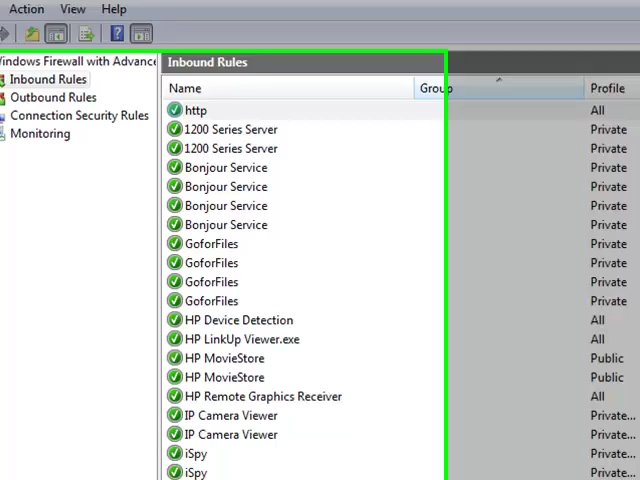 Action View Help
Windows Firewall with Advance
Inbound Rules
Outbound Rules
Connection Security Rules
Monitoring
Inbound Rules
Name Group Profile
http All
1200 Series Server Private
1200 Series Server Private
Bonjour Service Private
Bonjour Service Private
Bonjour Service Private
Bonjour Service Private
GoforFiles Private
GoforFiles Private
GoforFiles Private
GoforFiles Private
HP Device Detection All
HP LinkUp Viewer.exe All
HP MovieStore Public
HP MovieStore Public
HP Remote Graphics Receiver All
IP Camera Viewer Private...
IP Camera Viewer Private...
iSpy Private...
iSpy Private...